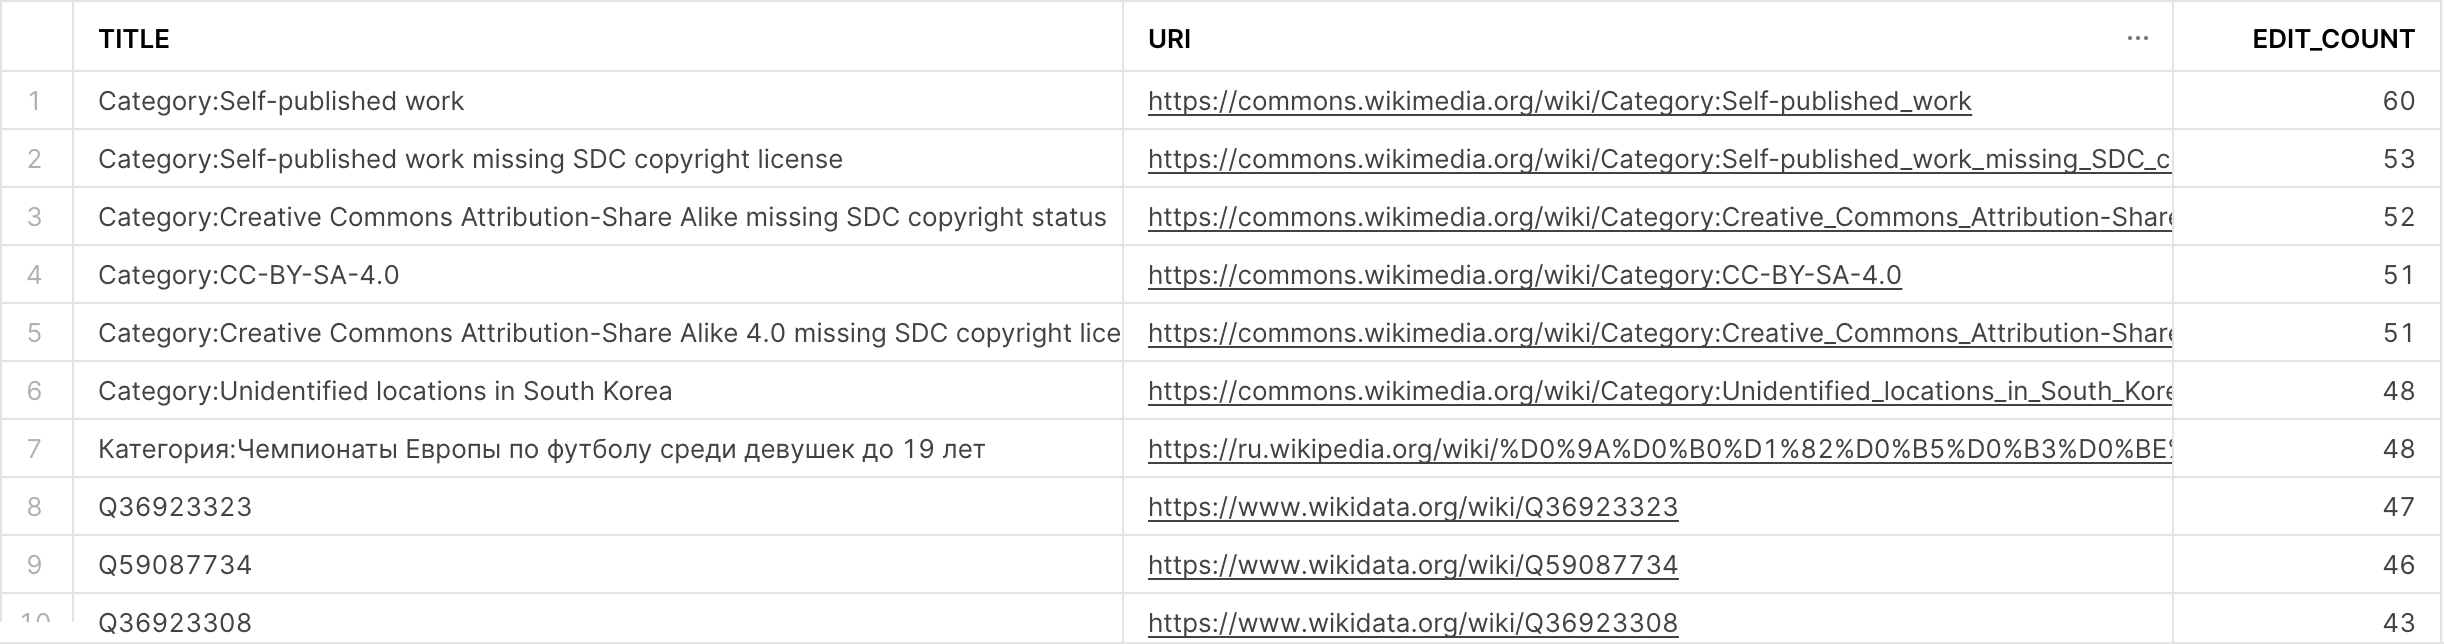 TITLE URI ... EDIT_COUNT
1 Category:Self-published work https://commons.wikimedia.org/wiki/Category:Self-published_work 60
2 Category:Self-published work missing SDC copyright license https://commons.wikimedia.org/wiki/Category:Self-published_work_missing_SDC_c 53
3 Category:Creative Commons Attribution-Share Alike missing SDC copyright status https://commons.wikimedia.org/wiki/Category:Creative_Commons_Attribution-Share 52
4 Category:CC-BY-SA-4.0 https://commons.wikimedia.org/wiki/Category:CC-BY-SA-4.0 51
5 Category:Creative Commons Attribution-Share Alike 4.0 missing SDC copyright lice https://commons.wikimedia.org/wiki/Category:Creative_Commons_Attribution-Share 51
6 Category:Unidentified locations in South Korea https://commons.wikimedia.org/wiki/Category:Unidentified_locations_in_South_Kore 48
7 Категория:Чемпионаты Европы по футболу среди девушек до 19 лет https://ru.wikipedia.org/wiki/%D0%9A%D0%B0%D1%82%D0%B5%D0%B3%D0%BE% 48
8 Q36923323 https://www.wikidata.org/wiki/Q36923323 47
9 Q59087734 https://www.wikidata.org/wiki/Q59087734 46
10 Q36923308 https://www.wikidata.org/wiki/Q36923308 43